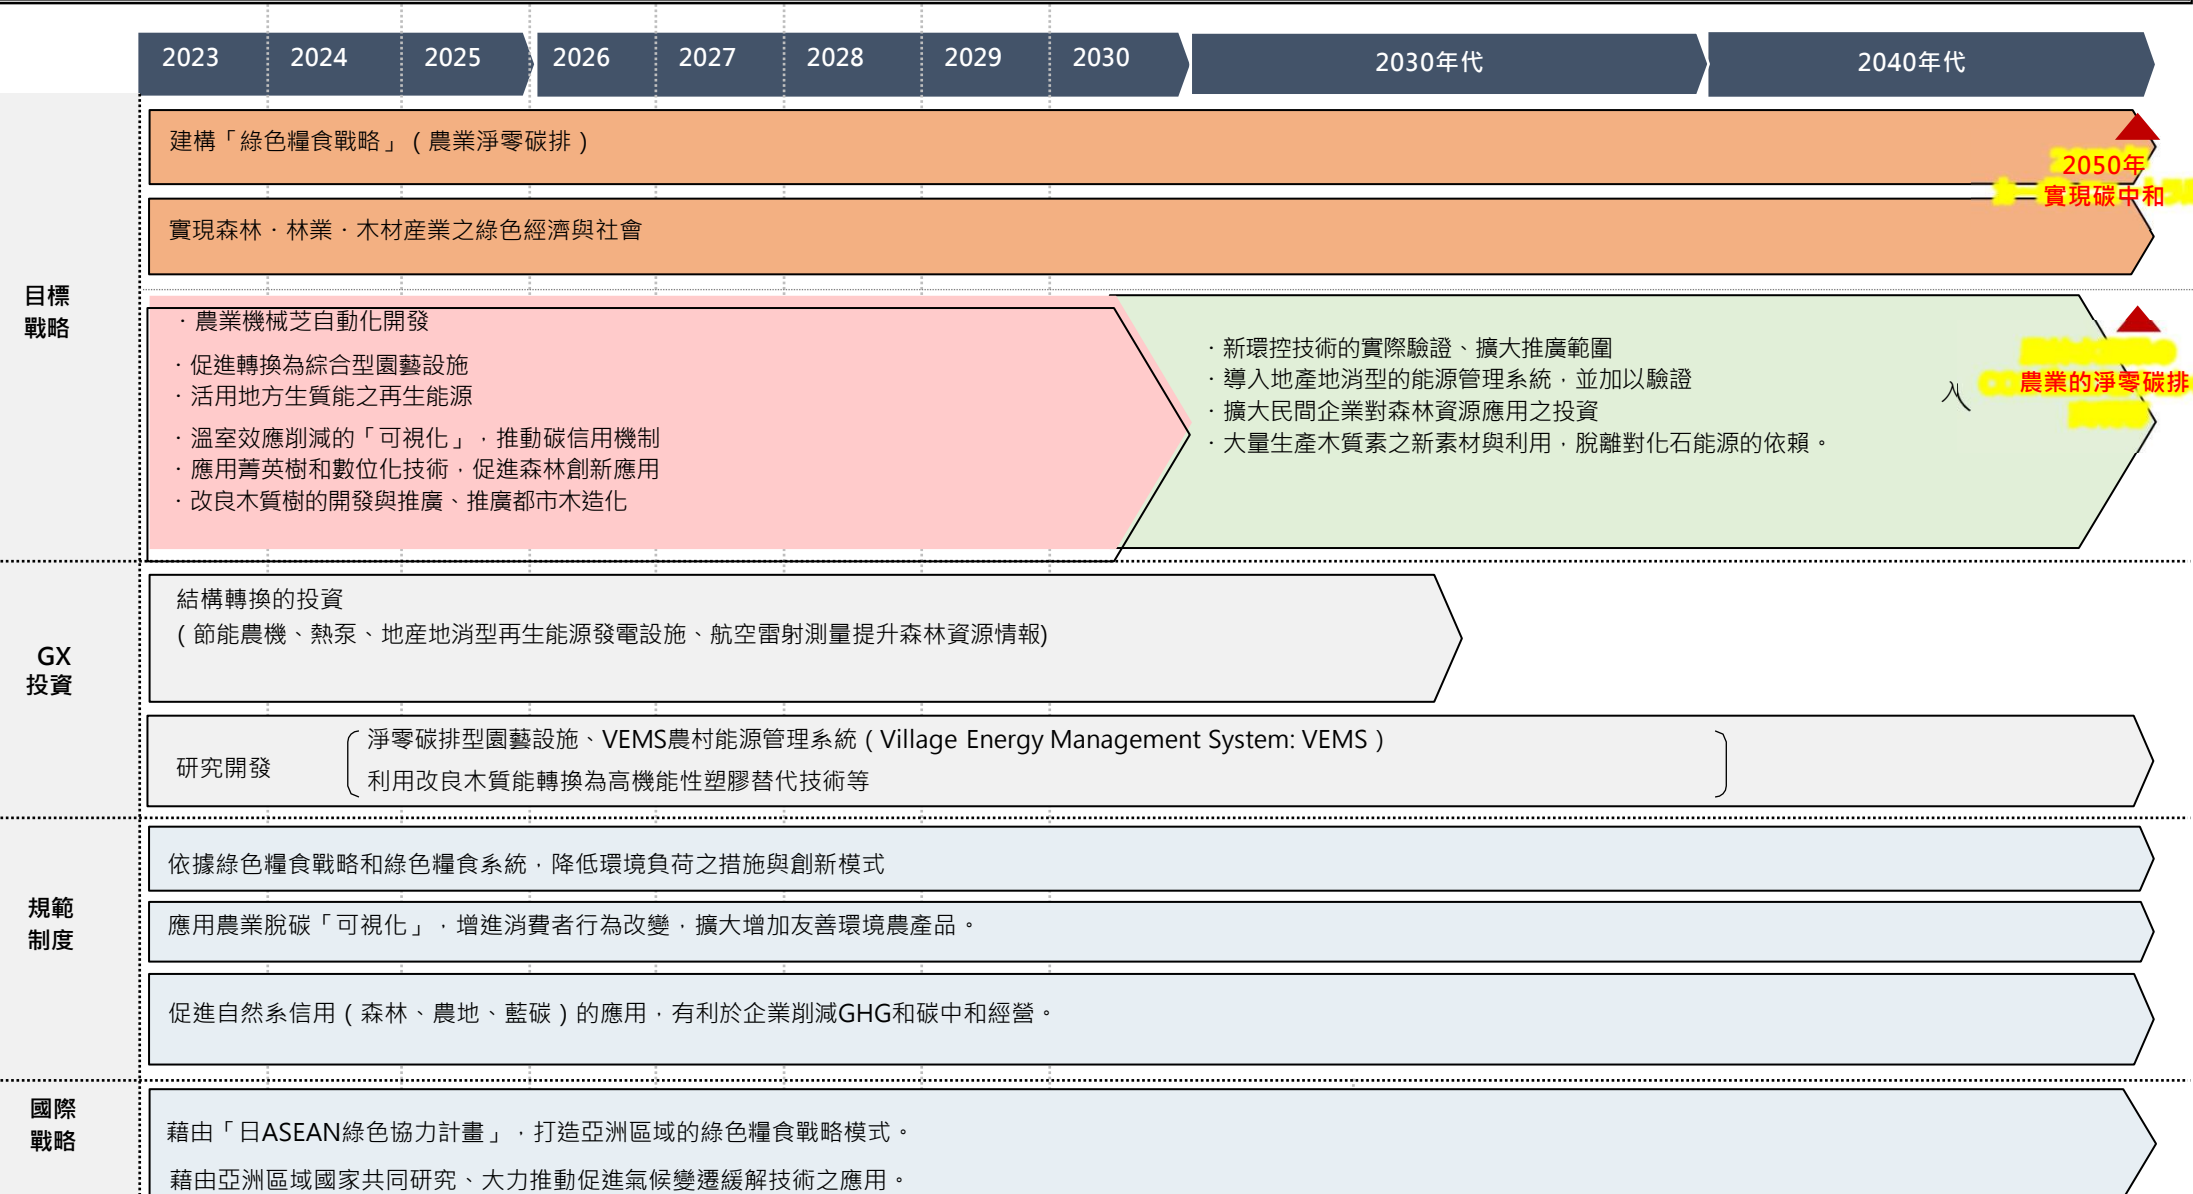 2023 2024 2025 2026 2027 2028 2029 2030 2030年代 2040年代
目標
戰略
建構「綠色糧食戰略」(農業淨零碳排)
2050年
實現碳中和
實現森林．林業．木材產業之綠色經濟與社會
．農業機械芝自動化開發
．促進轉換為綜合型園藝設施
．活用地方生質能之再生能源
．溫室效應削減的「可視化」，推動碳信用機制
．應用菁英樹和數位化技術，促進森林創新應用
．改良木質樹的開發與推廣、推廣都市木造化
．新環控技術的實際驗證、擴大推廣範圍
．導入地產地消型的能源管理系統，並加以驗證
．擴大民間企業對森林資源應用之投資
．大量生產木質素之新素材與利用，脫離對化石能源的依賴。
入
農業的淨零碳排
GX
投資
結構轉換的投資
(節能農機、熱泵、地產地消型再生能源發電設施、航空雷射測量提升森林資源情報)
研究開發
淨零碳排型園藝設施、VEMS農村能源管理系統(Village Energy Management System: VEMS)
利用改良木質能轉換為高機能性塑膠替代技術等
規範
制度
依據綠色糧食戰略和綠色糧食系統，降低環境負荷之措施與創新模式
應用農業脫碳「可視化」，增進消費者行為改變，擴大增加友善環境農產品。
促進自然系信用(森林、農地、藍碳)的應用，有利於企業削減GHG和碳中和經營。
國際
戰略
藉由「日ASEAN綠色協力計畫」，打造亞洲區域的綠色糧食戰略模式。
藉由亞洲區域國家共同研究、大力推動促進氣候變遷緩解技術之應用。